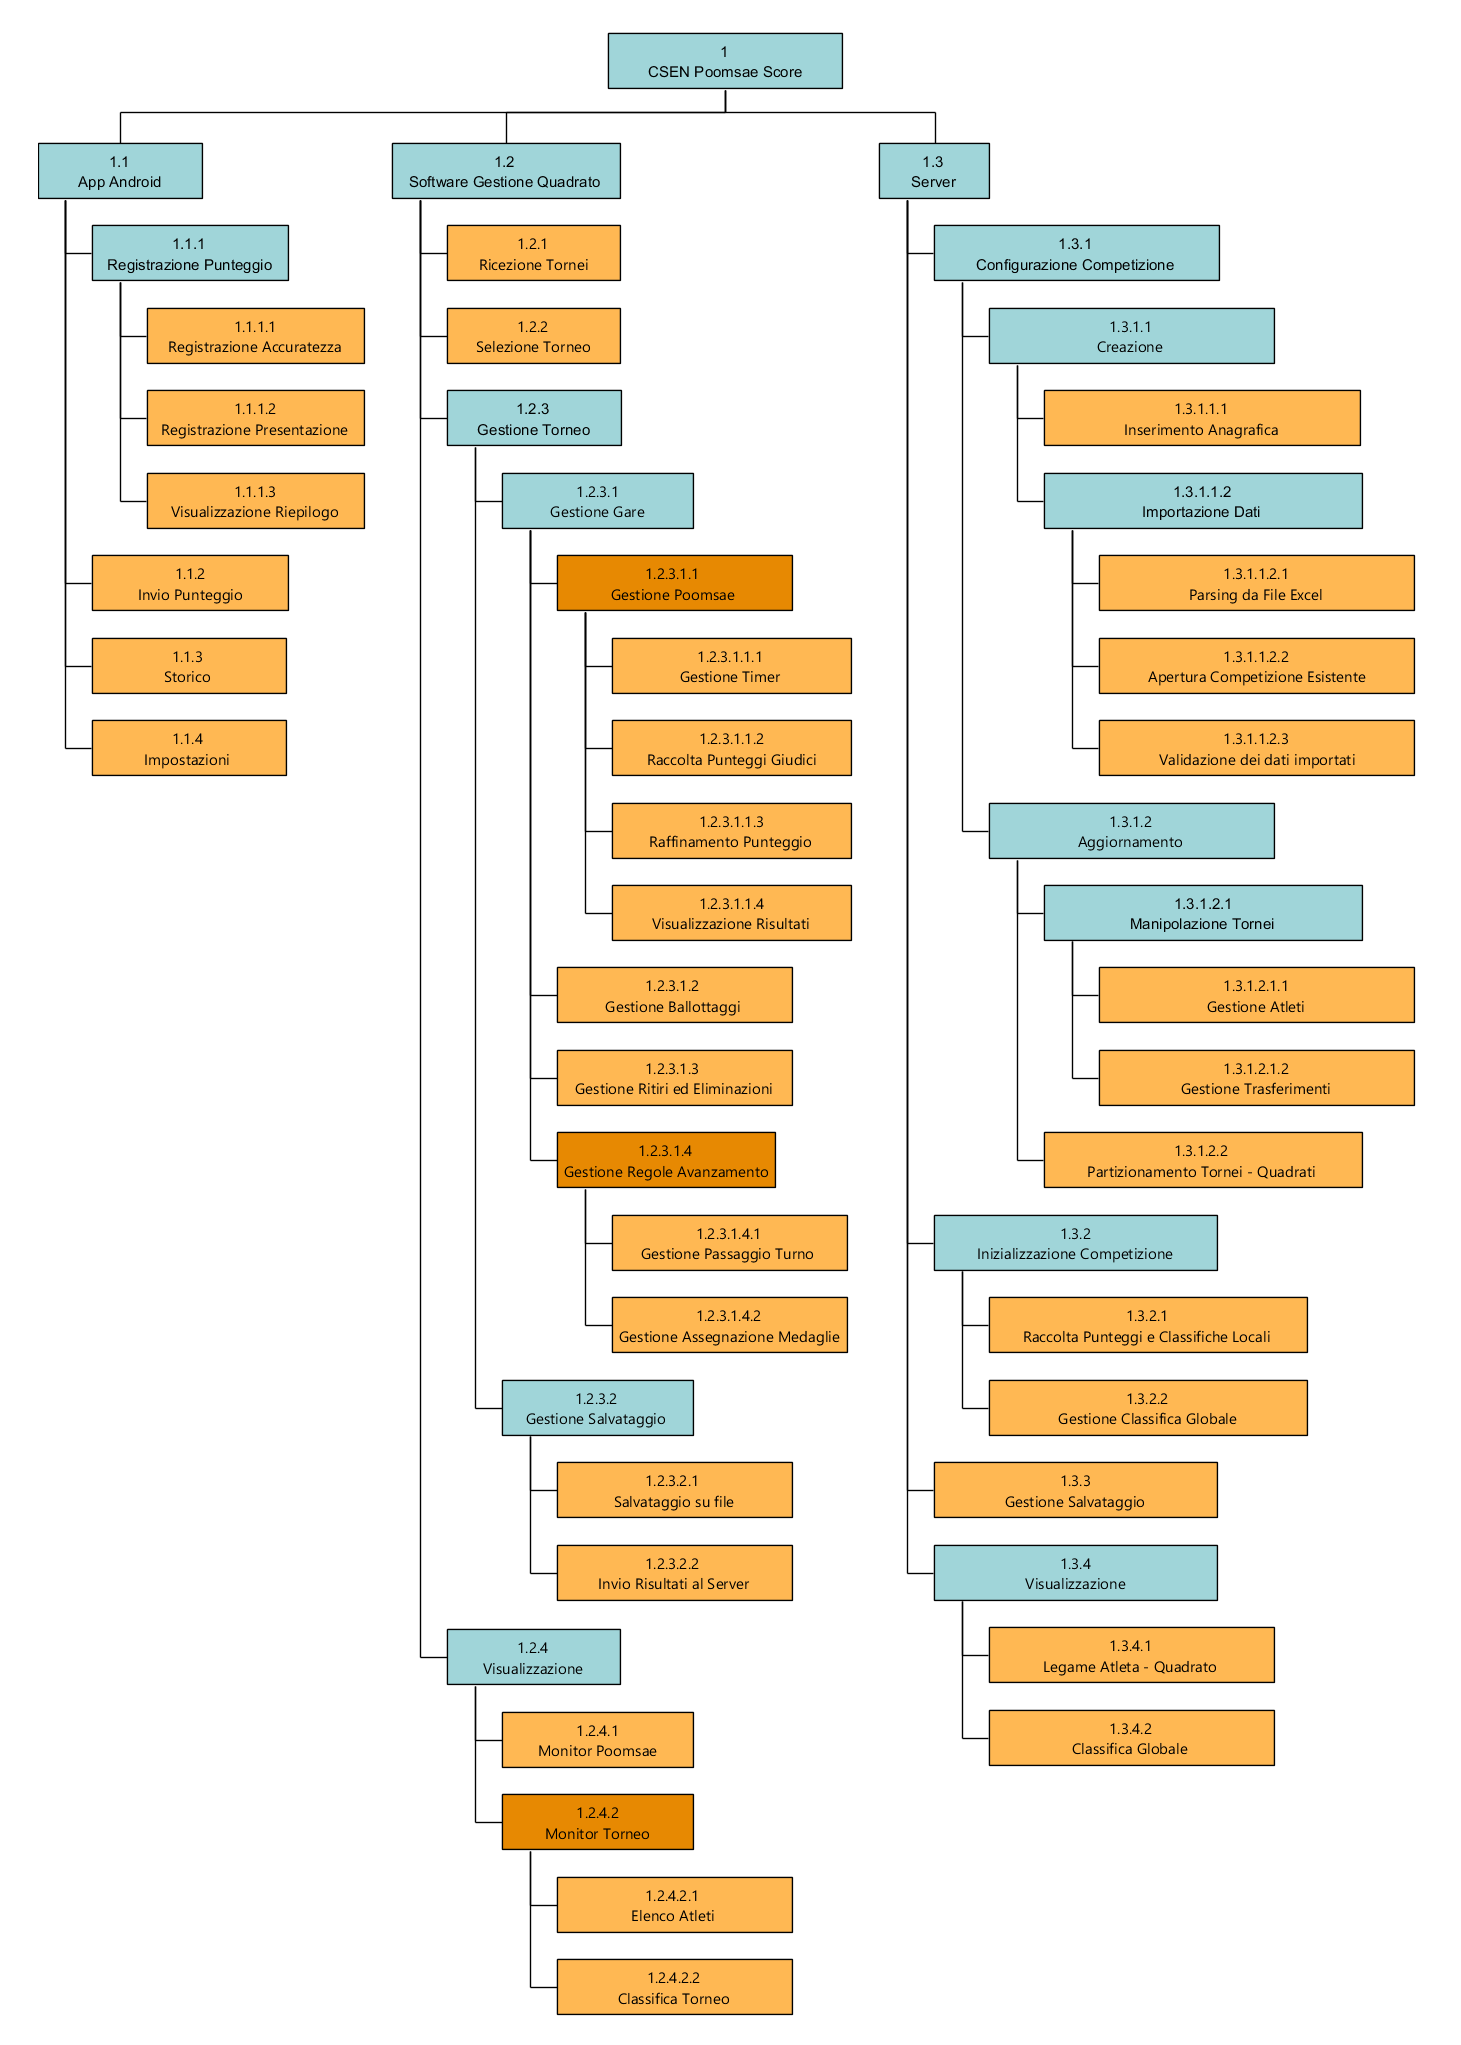 1
CSEN Poomsae Score
1.1
App Android
1.1.1
Registrazione Punteggio
1.1.1.1
Registrazione Accuratezza
1.1.1.2
Registrazione Presentazione
1.1.1.3
Visualizzazione Riepilogo
1.1.2
Invio Punteggio
1.1.3
Storico
1.1.4
Impostazioni
1.2
Software Gestione Quadrato
1.2.1
Ricezione Tornei
1.2.2
Selezione Torneo
1.2.3
Gestione Torneo
1.2.3.1
Gestione Gare
1.2.3.1.1
Gestione Poomsae
1.2.3.1.1.1
Gestione Timer
1.2.3.1.1.2
Raccolta Punteggi Giudici
1.2.3.1.1.3
Raffinamento Punteggio
1.2.3.1.1.4
Visualizzazione Risultati
1.2.3.1.2
Gestione Ballottaggi
1.2.3.1.3
Gestione Ritiri ed Eliminazioni
1.2.3.1.4
Gestione Regole Avanzamento
1.2.3.1.4.1
Gestione Passaggio Turno
1.2.3.1.4.2
Gestione Assegnazione Medaglie
1.2.3.2
Gestione Salvataggio
1.2.3.2.1
Salvataggio su file
1.2.3.2.2
Invio Risultati al Server
1.2.4
Visualizzazione
1.2.4.1
Monitor Poomsae
1.2.4.2
Monitor Torneo
1.2.4.2.1
Elenco Atleti
1.2.4.2.2
Classifica Torneo
1.3
Server
1.3.1
Configurazione Competizione
1.3.1.1
Creazione
1.3.1.1.1
Inserimento Anagrafica
1.3.1.1.2
Importazione Dati
1.3.1.1.2.1
Parsing da File Excel
1.3.1.1.2.2
Apertura Competizione Esistente
1.3.1.1.2.3
Validazione dei dati importati
1.3.1.2
Aggiornamento
1.3.1.2.1
Manipolazione Tornei
1.3.1.2.1.1
Gestione Atleti
1.3.1.2.1.2
Gestione Trasferimenti
1.3.1.2.2
Partizionamento Tornei - Quadrati
1.3.2
Inizializzazione Competizione
1.3.2.1
Raccolta Punteggi e Classifiche Locali
1.3.2.2
Gestione Classifica Globale
1.3.3
Gestione Salvataggio
1.3.4
Visualizzazione
1.3.4.1
Legame Atleta - Quadrato
1.3.4.2
Classifica Globale